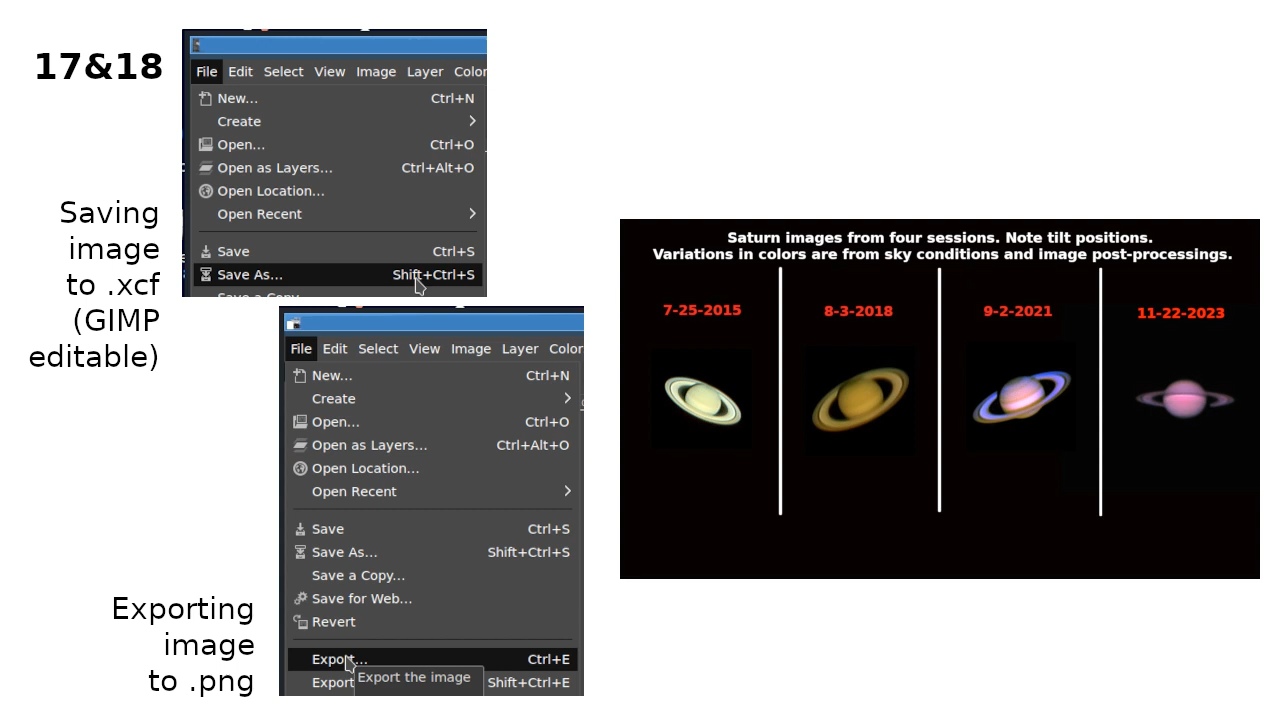 17&18
Saving
image
to .xcf
(GIMP
editable)
File Edit Select View Image Layer Color
New... Ctrl+N
Create
Open... Ctrl+O
Open as Layers... Ctrl+Alt+O
Open Location...
Open Recent
Save Ctrl+S
Save As... Shift+Ctrl+S
Save a Copy
Exporting
image
to .png
File Edit Select View Image Layer Color
New... Ctrl+N
Create
Open... Ctrl+O
Open as Layers... Ctrl+Alt+O
Open Location...
Open Recent
Save Ctrl+S
Save As... Shift+Ctrl+S
Save a Copy...
Save for Web...
Revert
Export... Ctrl+E
Export Shift+Ctrl+E
Export the image
Saturn images from four sessions. Note tilt positions.
Variations in colors are from sky conditions and image post-processings.
7-25-2015 8-3-2018 9-2-2021 11-22-2023